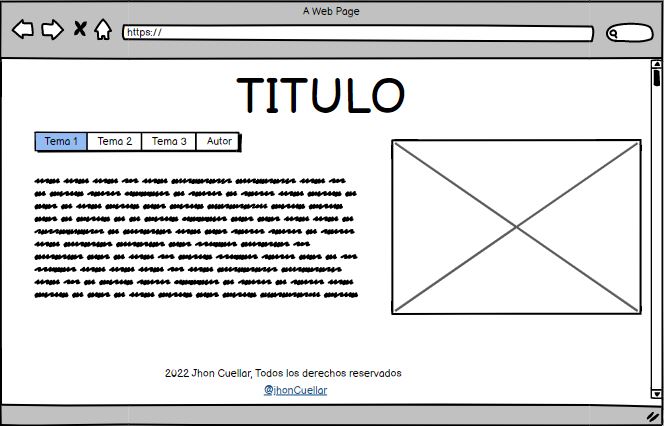 A Web Page
https://
TITULO
Tema 1 Tema 2 Tema 3 Autor
2022 Jhon Cuellar, Todos los derechos reservados
@jhonCuellar